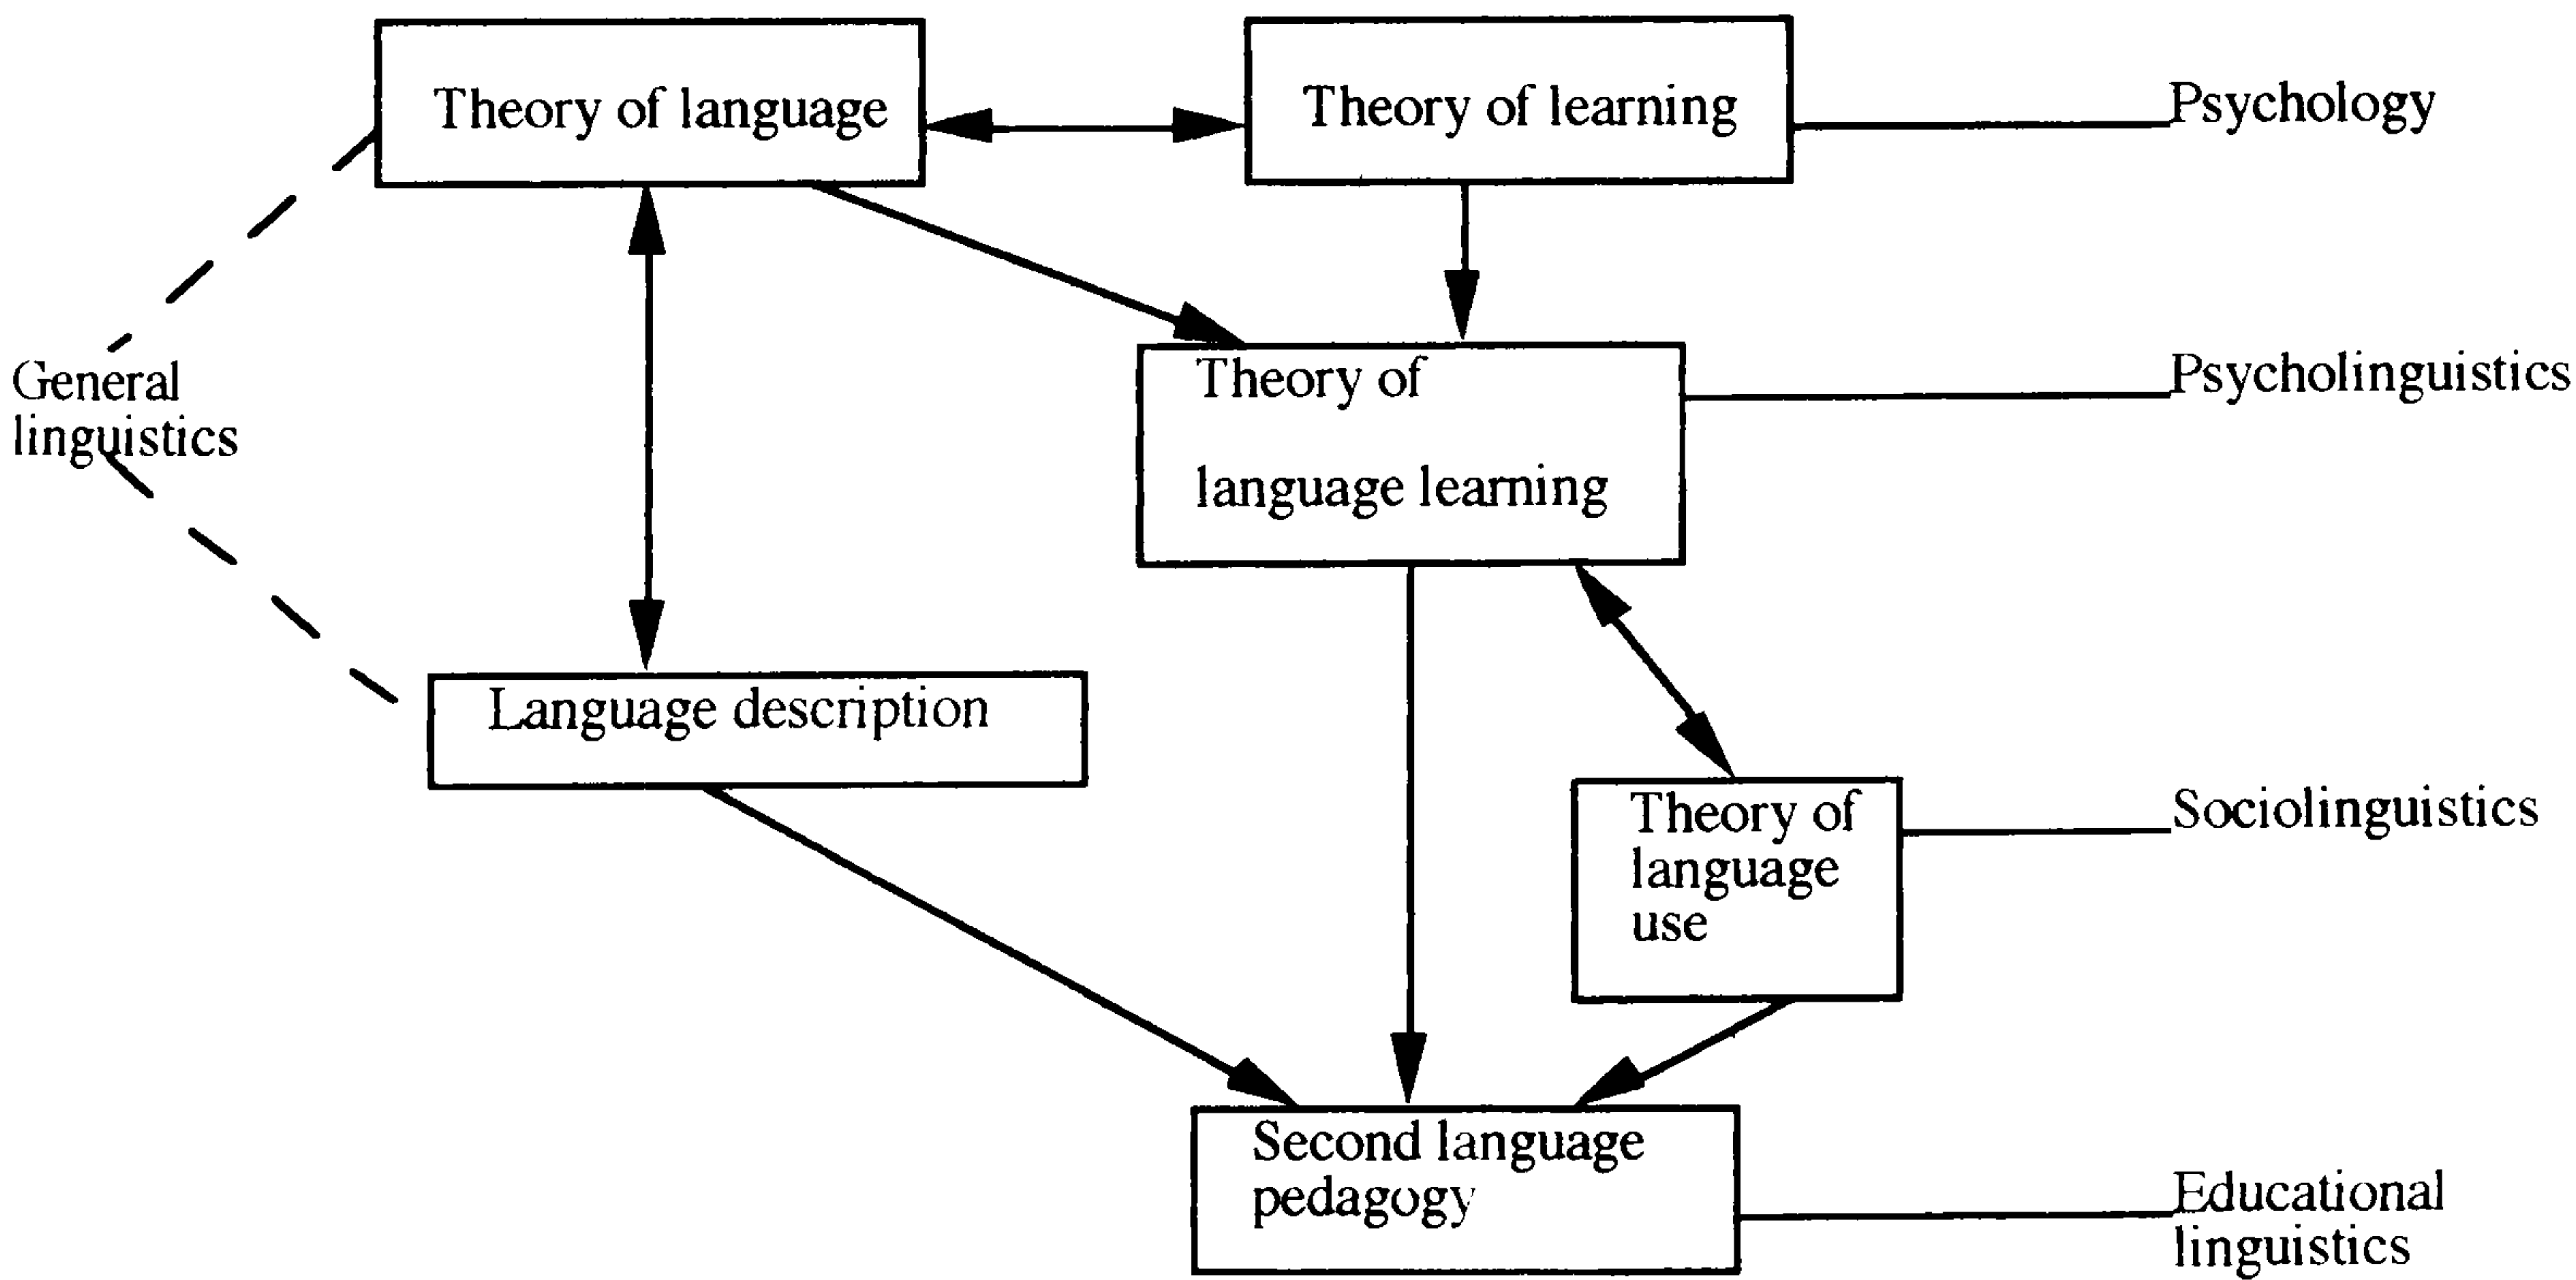 Theory of language
Theory of learning
Psychology
General
linguistics
Theory of
language learning
Psycholinguistics
Language description
Theory of
language
use
Sociolinguistics
Second language
pedagogy
Educational
linguistics